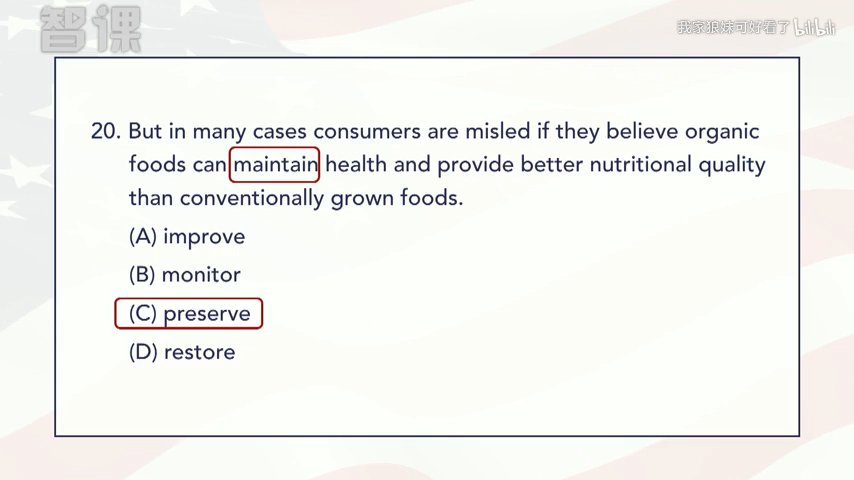 智课
我家狼妹可好看了 bilibili
20. But in many cases consumers are misled if they believe organic
foods can maintain health and provide better nutritional quality
than conventionally grown foods.
(A) improve
(B) monitor
(C) preserve
(D) restore